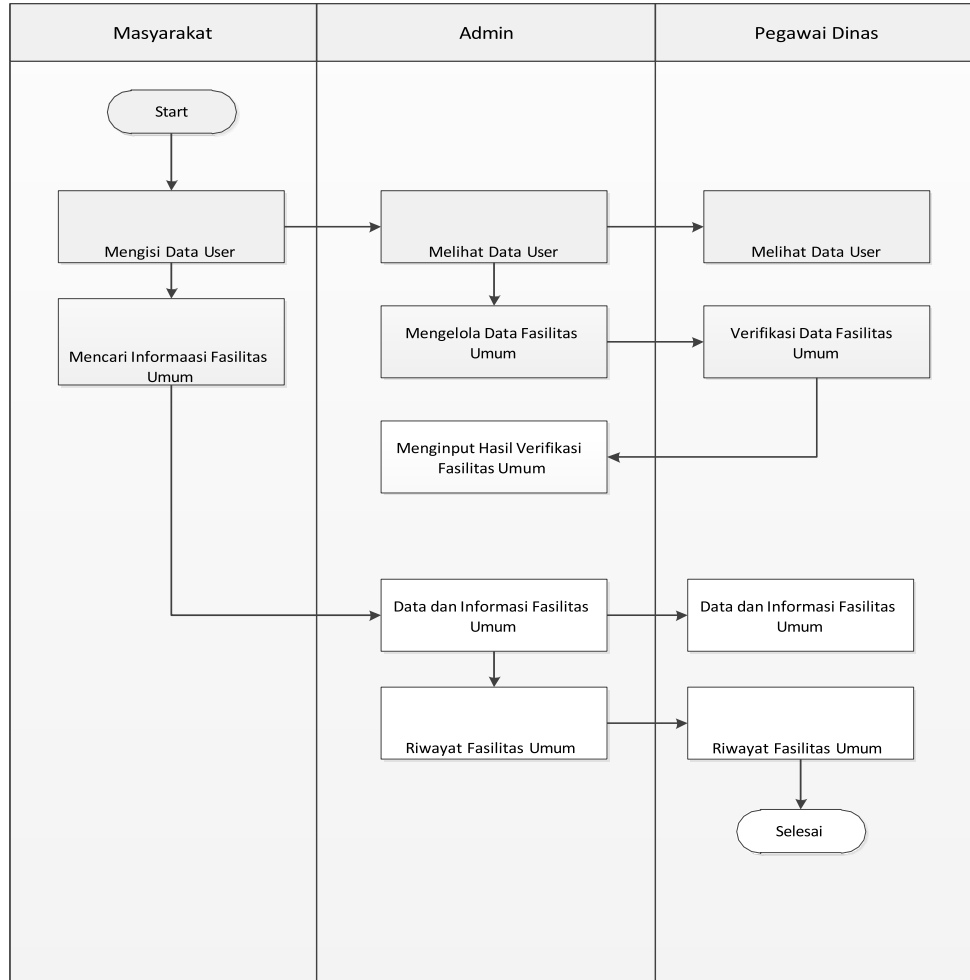 Masyarakat
Admin
Pegawai Dinas
Start
Mengisi Data User
Melihat Data User
Melihat Data User
Mencari Informaasi Fasilitas
Umum
Mengelola Data Fasilitas
Umum
Verifikasi Data Fasilitas
Umum
Menginput Hasil Verifikasi
Fasilitas Umum
Data dan Informasi Fasilitas
Umum
Data dan Informasi Fasilitas
Umum
Riwayat Fasilitas Umum
Riwayat Fasilitas Umum
Selesai